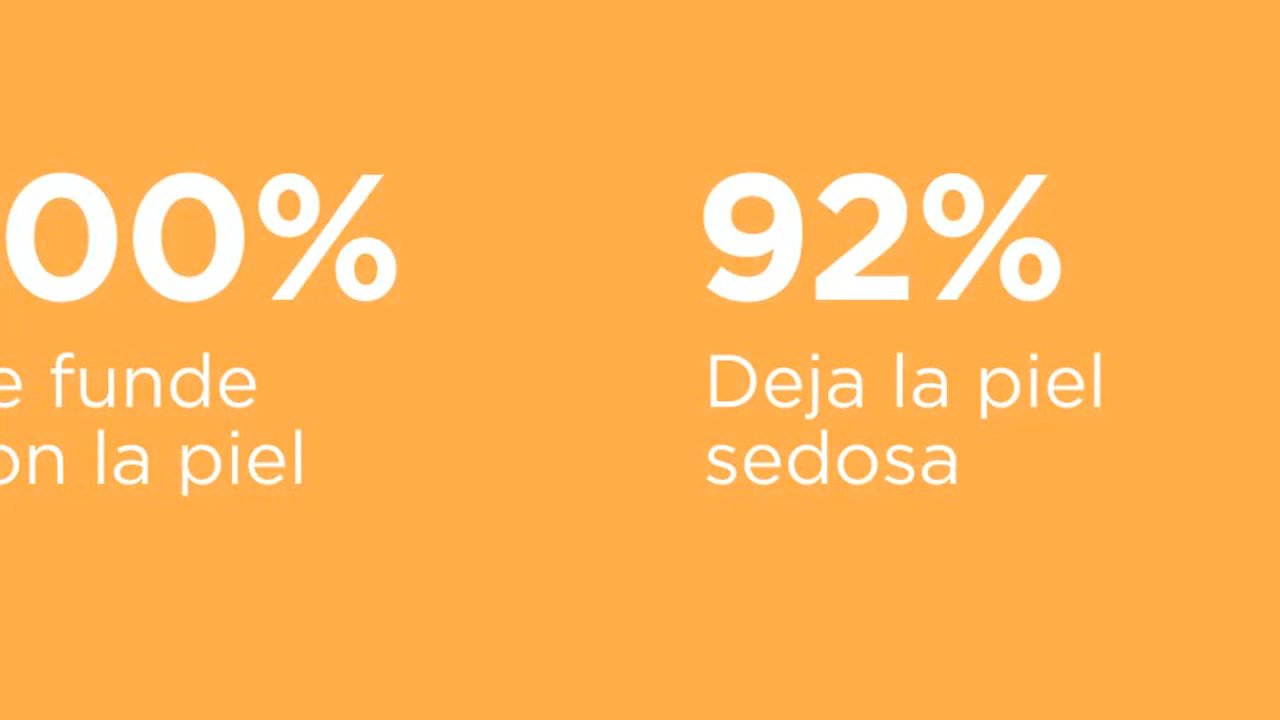 00%
e funde
on la piel
92%
Deja la piel
sedosa